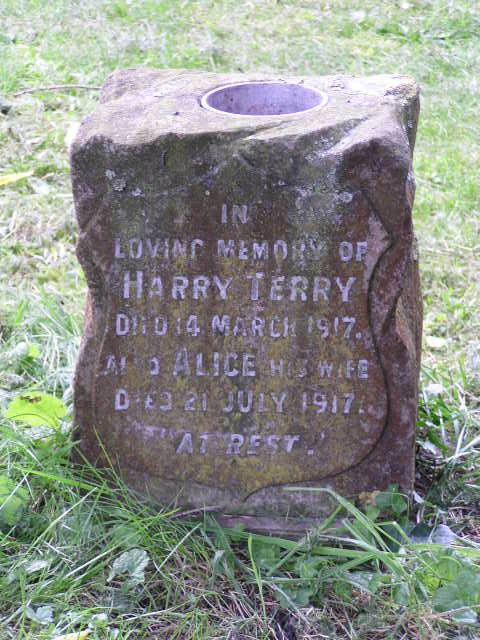 IN
LOVING MEMORY OF
HARRY TERRY
DIED 14 MARCH 1917.
ALSO ALICE HIS WIFE
DIED 21 JULY 1917.
"AT REST."